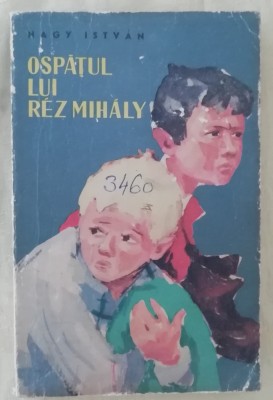 NAGY ISTVÁN
OSPĂȚUL
LUI
RÉZ MIHÁLY
3460